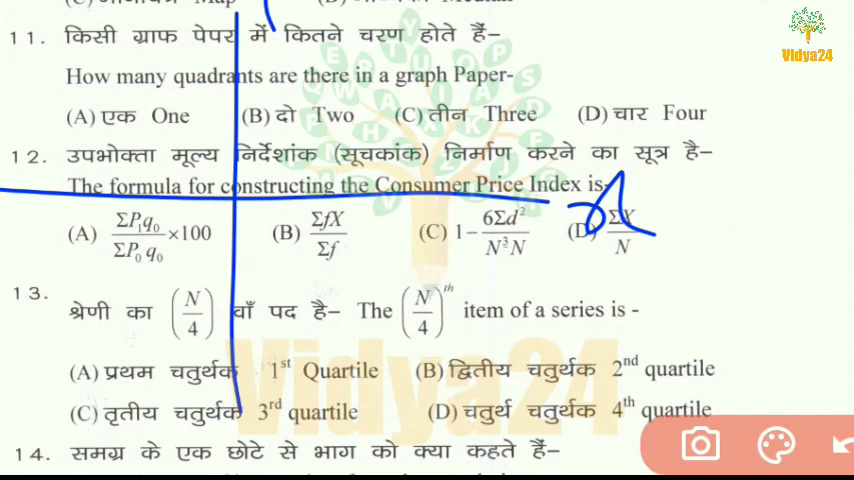 (D) Median
11. किसी ग्राफ पेपर में कितने चरण होते हैं–
How many quadrants are there in a graph Paper-
(A) एक One (B) दो Two (C) तीन Three (D) चार Four
12. उपभोक्ता मूल्य निर्देशांक (सूचकांक) निर्माण करने का सूत्र है–
The formula for constructing the Consumer Price Index is-
(A) ΣP₁q₀/ΣP₀q₀ ×100 (B) ΣfX/Σf (C) 1−6Σd²/N³N (D) ΣX/N
13. श्रेणी का (N/4) वाँ पद है– The (N/4)th item of a series is -
(A) प्रथम चतुर्थक 1st Quartile (B) द्वितीय चतुर्थक 2nd quartile
(C) तृतीय चतुर्थक 3rd quartile (D) चतुर्थ चतुर्थक 4th quartile
14. समग्र के एक छोटे से भाग को क्या कहते हैं–
Vidya24
Vidya24